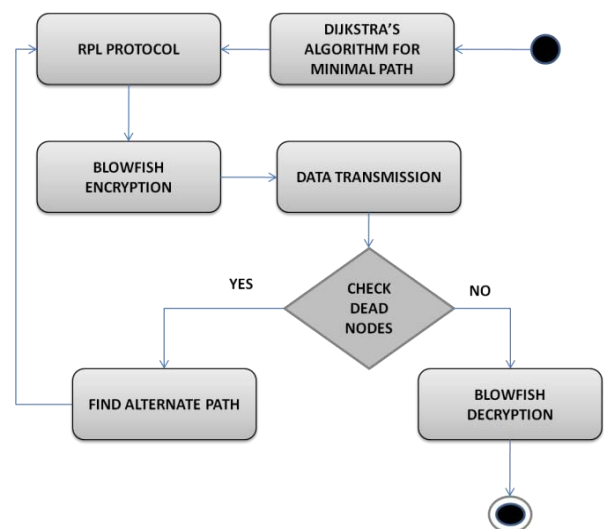 RPL PROTOCOL
DIJKSTRA'S
ALGORITHM FOR
MINIMAL PATH
BLOWFISH
ENCRYPTION
DATA TRANSMISSION
CHECK
DEAD
NODES
YES
NO
FIND ALTERNATE PATH
BLOWFISH
DECRYPTION